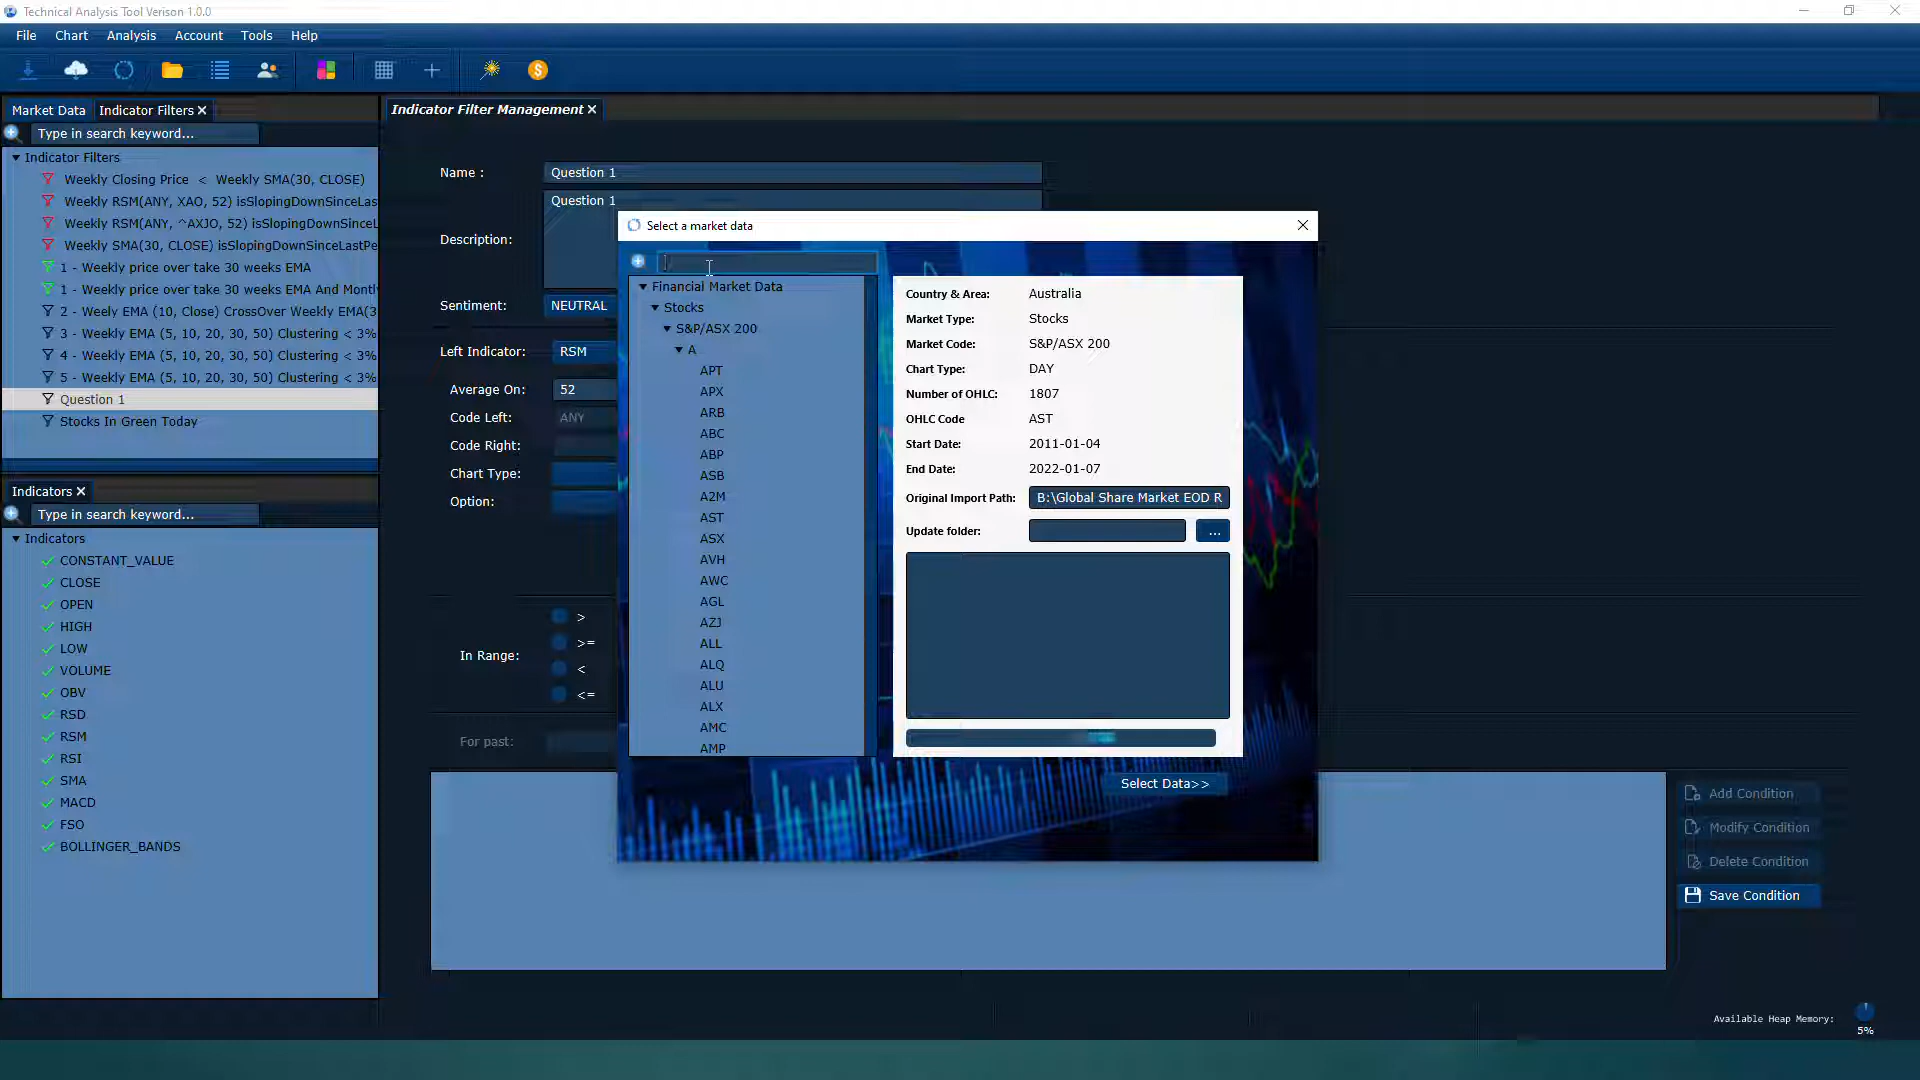 Technical Analysis Tool Verison 1.0.0
File Chart Analysis Account Tools Help
Market Data Indicator Filters
Type in search keyword...
Indicator Filters
Weekly Closing Price < Weekly SMA(30, CLOSE)
Weekly RSM(ANY, XAO, 52) isSlopingDownSinceLas
Weekly RSM(ANY, ^AXJO, 52) isSlopingDownSinceL
Weekly SMA(30, CLOSE) isSlopingDownSinceLastPe
1 - Weekly price over take 30 weeks EMA
1 - Weekly price over take 30 weeks EMA And Montl
2 - Weely EMA (10, Close) CrossOver Weekly EMA(3
3 - Weekly EMA (5, 10, 20, 30, 50) Clustering < 3%
4 - Weekly EMA (5, 10, 20, 30, 50) Clustering < 3%
5 - Weekly EMA (5, 10, 20, 30, 50) Clustering < 3%
Question 1
Stocks In Green Today
Indicators
Type in search keyword...
Indicators
CONSTANT_VALUE
CLOSE
OPEN
HIGH
LOW
VOLUME
OBV
RSD
RSM
RSI
SMA
MACD
FSO
BOLLINGER_BANDS
Indicator Filter Management
Name : Question 1
Description: Question 1
Sentiment: NEUTRAL
Left Indicator: RSM
Average On: 52
Code Left: ANY
Code Right:
Chart Type:
Option:
In Range:
>
>=
<
<=
For past:
Select a market data
Financial Market Data
Stocks
S&P/ASX 200
A
APT
APX
ARB
ABC
ABP
ASB
A2M
AST
ASX
AVH
AWC
AGL
AZJ
ALL
ALQ
ALU
ALX
AMC
AMP
Country & Area: Australia
Market Type: Stocks
Market Code: S&P/ASX 200
Chart Type: DAY
Number of OHLC: 1807
OHLC Code AST
Start Date: 2011-01-04
End Date: 2022-01-07
Original Import Path: B:\Global Share Market EOD R
Update folder: ...
Select Data>>
Add Condition
Modify Condition
Delete Condition
Save Condition
Available Heap Memory:
5%